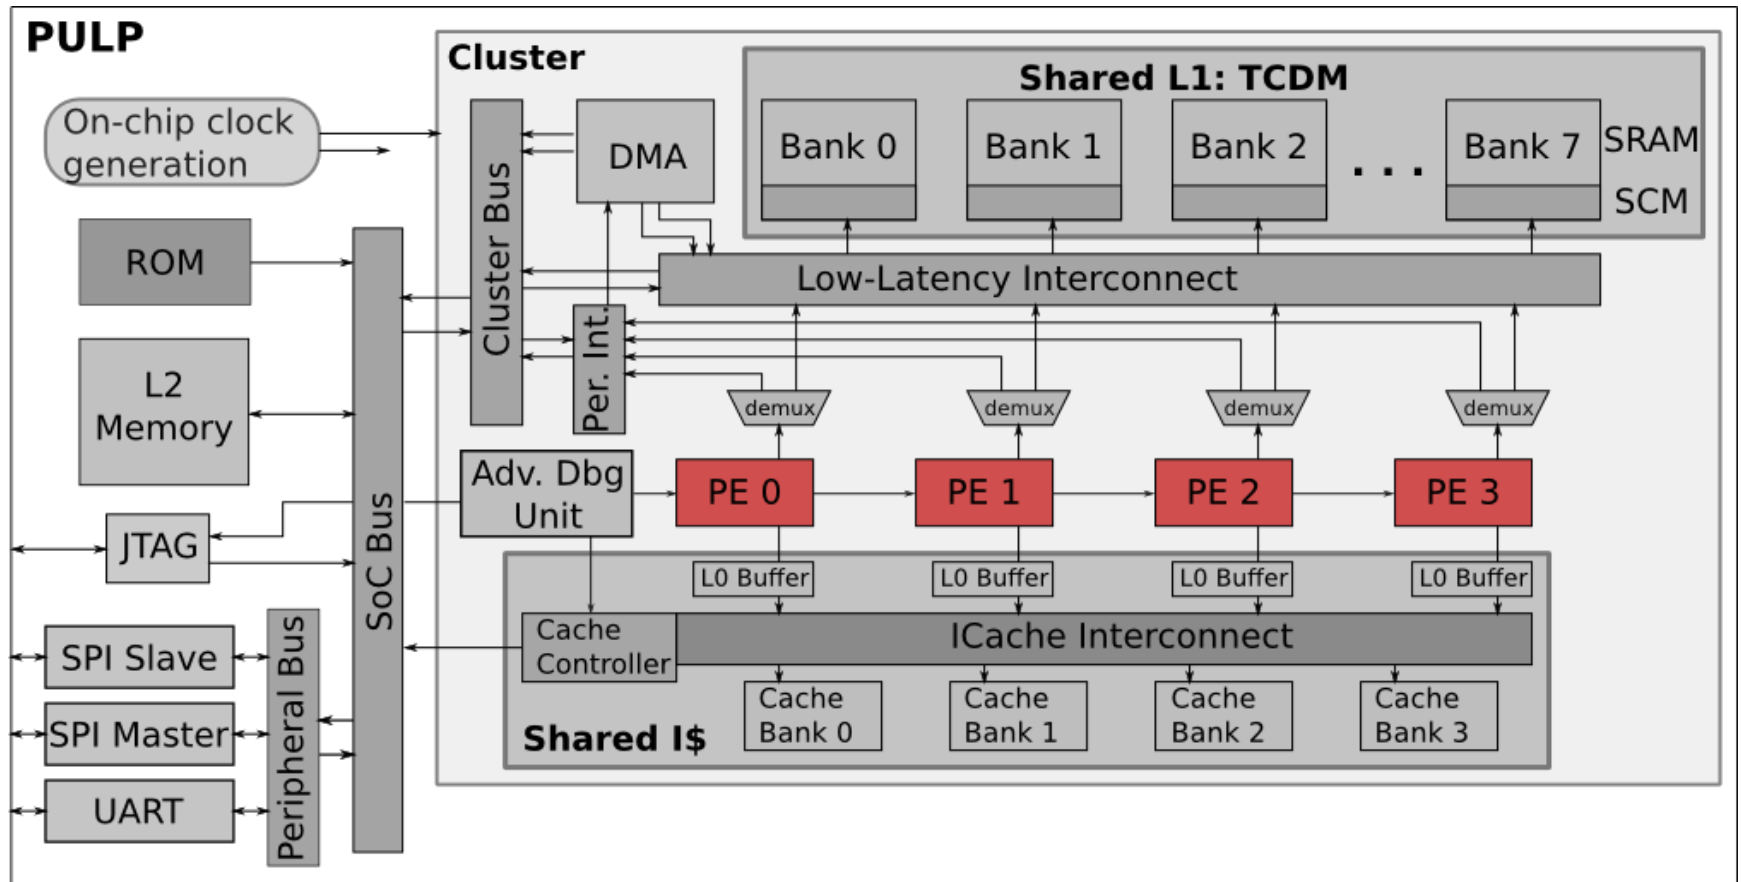 PULP
Cluster
Shared L1: TCDM
On-chip clock
generation
DMA
Bank 0
Bank 1
Bank 2
. . .
Bank 7
SRAM
SCM
Cluster Bus
ROM
Low-Latency Interconnect
Per. Int.
L2
Memory
demux
demux
demux
demux
Adv. Dbg
Unit
PE 0
PE 1
PE 2
PE 3
JTAG
SoC Bus
L0 Buffer
L0 Buffer
L0 Buffer
L0 Buffer
Cache
Controller
ICache Interconnect
SPI Slave
SPI Master
UART
Peripheral Bus
Cache
Bank 0
Cache
Bank 1
Cache
Bank 2
Cache
Bank 3
Shared I$